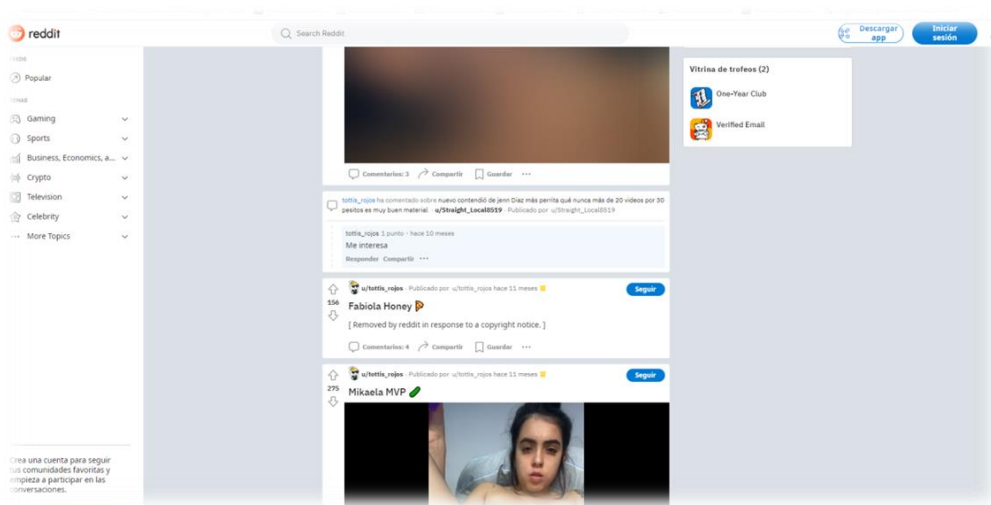 reddit
Search Reddit
Descargar app
Iniciar sesión
Popular
Gaming
Sports
Business, Economics, a...
Crypto
Television
Celebrity
More Topics
Crea una cuenta para seguir
tus comunidades favoritas y
empieza a participar en las
conversaciones.
Comentarios: 3 Compartir Guardar
tottis_rojos ha comentado sobre nuevo contendió de jenn Diaz más perrita qué nunca más de 20 videos por 30
pesitos es muy buen material · u/Straight_Local8519 · Publicado por u/Straight_Local8519
tottis_rojos 1 punto · hace 10 meses
Me interesa
Responder Compartir
u/tottis_rojos · Publicado por u/tottis_rojos hace 11 meses
Seguir
156
Fabiola Honey
[ Removed by reddit in response to a copyright notice. ]
Comentarios: 4 Compartir Guardar
u/tottis_rojos · Publicado por u/tottis_rojos hace 11 meses
Seguir
275
Mikaela MVP
Vitrina de trofeos (2)
One-Year Club
Verified Email